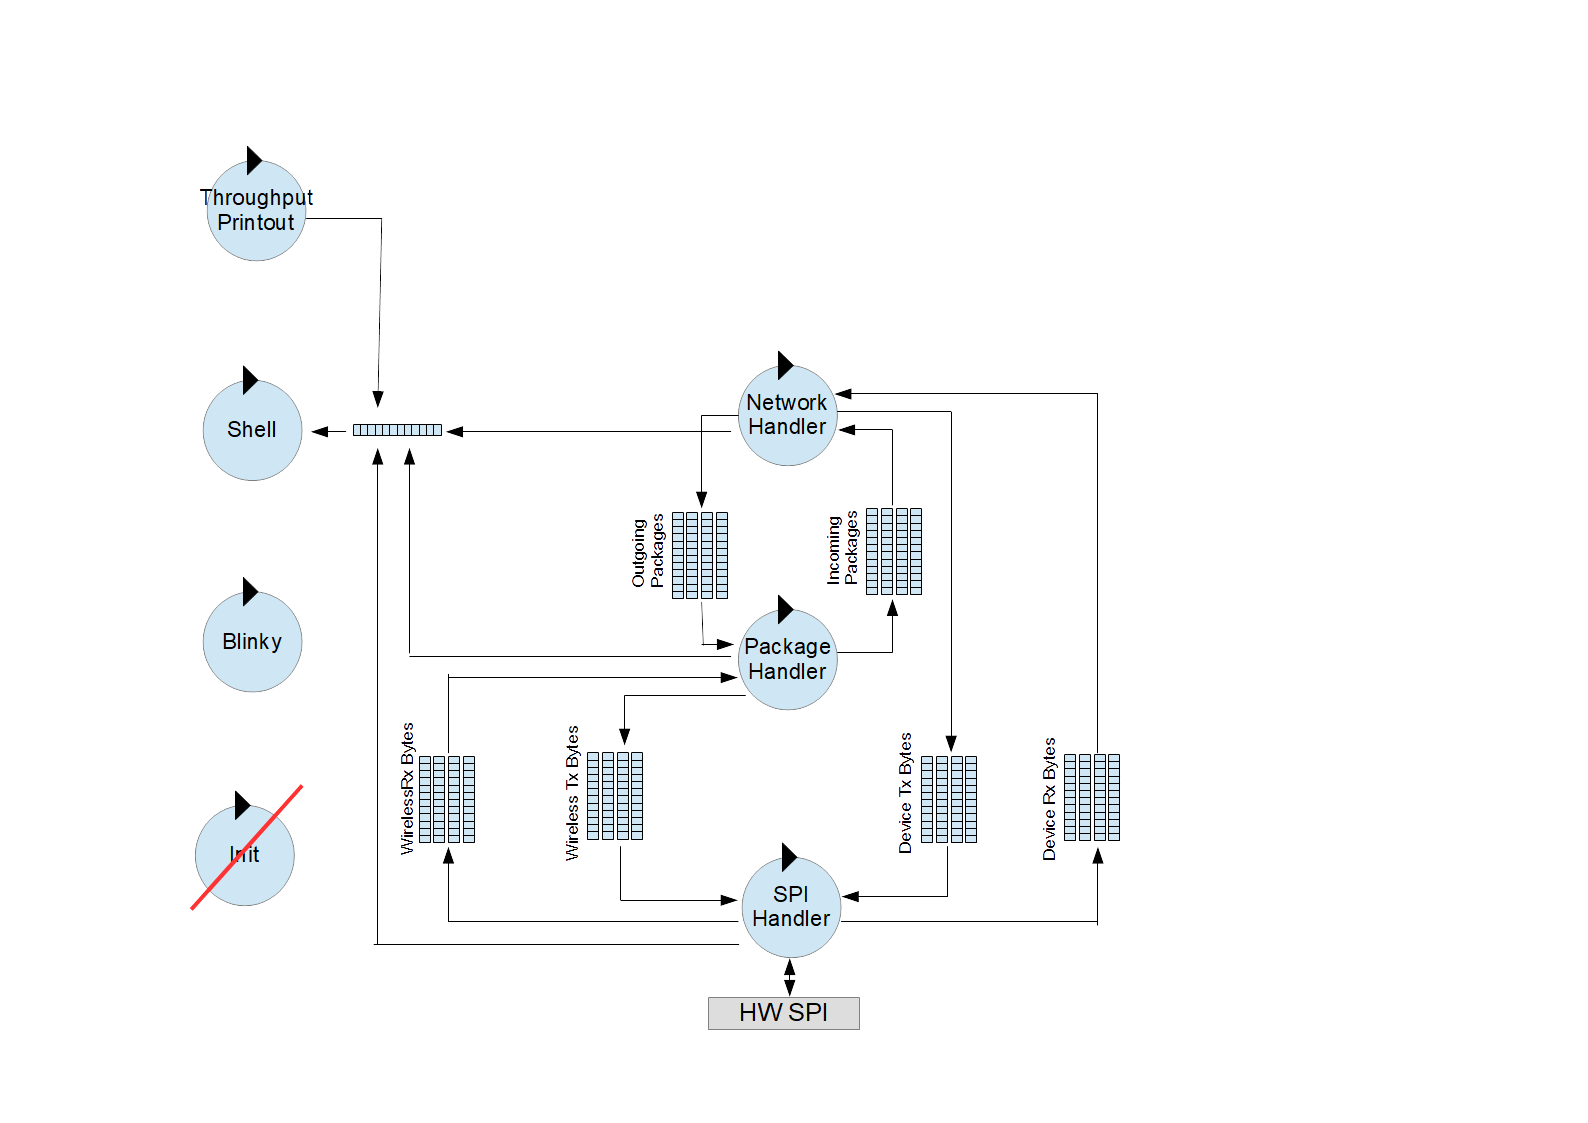 Throughput
Printout
Shell
Network
Handler
Outgoing
Packages
Incoming
Packages
Blinky
Package
Handler
WirelessRx Bytes
Wireless Tx Bytes
Device Tx Bytes
Device Rx Bytes
Init
SPI
Handler
HW SPI